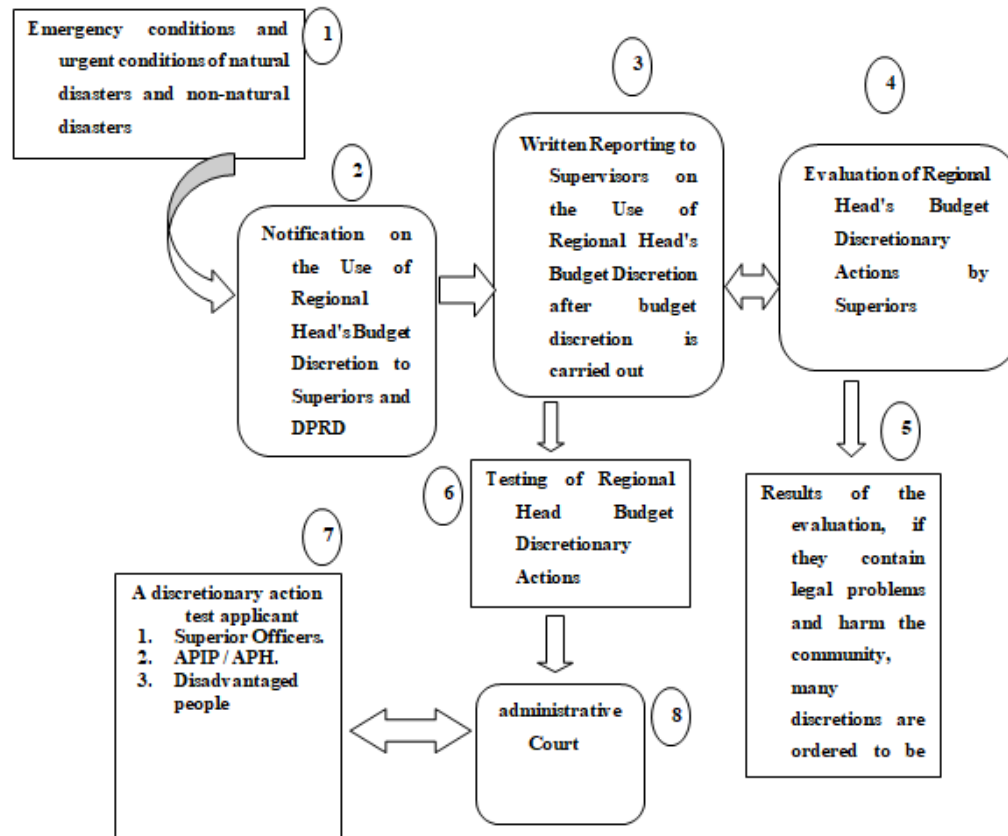 1
Emergency conditions and
urgent conditions of natural
disasters and non-natural
disasters
2
Notification on
the Use of
Regional
Head's Budget
Discretion to
Superiors and
DPRD
3
Written Reporting to
Supervisors on
the Use of
Regional Head's
Budget Discretion
after budget
discretion is
carried out
4
Evaluation of Regional
Head's Budget
Discretionary
Actions by
Superiors
5
Results of the
evaluation, if
they contain
legal problems
and harm the
community,
many
discretions are
ordered to be
6
Testing of Regional
Head Budget
Discretionary
Actions
7
A discretionary action
test applicant
1. Superior Officers.
2. APIP / APH.
3. Disadvantaged
people
8
administrative
Court